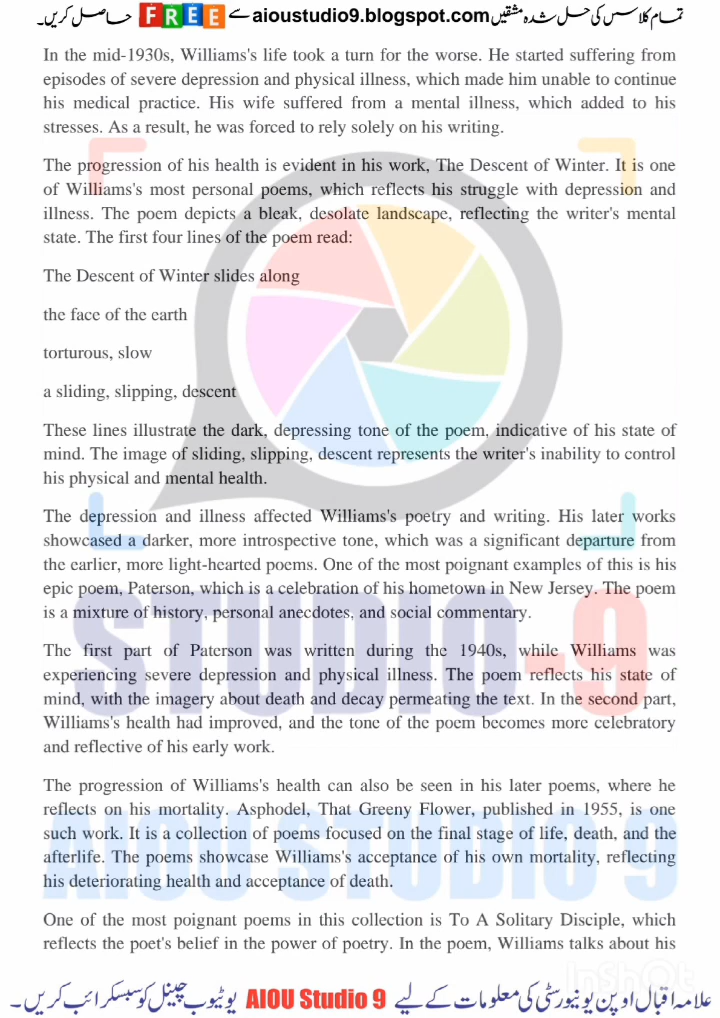 تمام کلاسس کی حل شدہ مشقیں aioustudio9.blogspot.com سے FREE حاصل کریں۔
In the mid-1930s, Williams's life took a turn for the worse. He started suffering from
episodes of severe depression and physical illness, which made him unable to continue
his medical practice. His wife suffered from a mental illness, which added to his
stresses. As a result, he was forced to rely solely on his writing.
The progression of his health is evident in his work, The Descent of Winter. It is one
of Williams's most personal poems, which reflects his struggle with depression and
illness. The poem depicts a bleak, desolate landscape, reflecting the writer's mental
state. The first four lines of the poem read:
The Descent of Winter slides along
the face of the earth
torturous, slow
a sliding, slipping, descent
These lines illustrate the dark, depressing tone of the poem, indicative of his state of
mind. The image of sliding, slipping, descent represents the writer's inability to control
his physical and mental health.
The depression and illness affected Williams's poetry and writing. His later works
showcased a darker, more introspective tone, which was a significant departure from
the earlier, more light-hearted poems. One of the most poignant examples of this is his
epic poem, Paterson, which is a celebration of his hometown in New Jersey. The poem
is a mixture of history, personal anecdotes, and social commentary.
STUDIO-9
The first part of Paterson was written during the 1940s, while Williams was
experiencing severe depression and physical illness. The poem reflects his state of
mind, with the imagery about death and decay permeating the text. In the second part,
Williams's health had improved, and the tone of the poem becomes more celebratory
and reflective of his early work.
The progression of Williams's health can also be seen in his later poems, where he
reflects on his mortality. Asphodel, That Greeny Flower, published in 1955, is one
such work. It is a collection of poems focused on the final stage of life, death, and the
afterlife. The poems showcase Williams's acceptance of his own mortality, reflecting
his deteriorating health and acceptance of death.
AIOU STUDIO 9
One of the most poignant poems in this collection is To A Solitary Disciple, which
reflects the poet's belief in the power of poetry. In the poem, Williams talks about his
InShOt
علامہ اقبال اوپن یونیورسٹی کی معلومات کے لیے AIOU Studio 9 یوٹیوب چینل کو سبسکرائب کریں۔